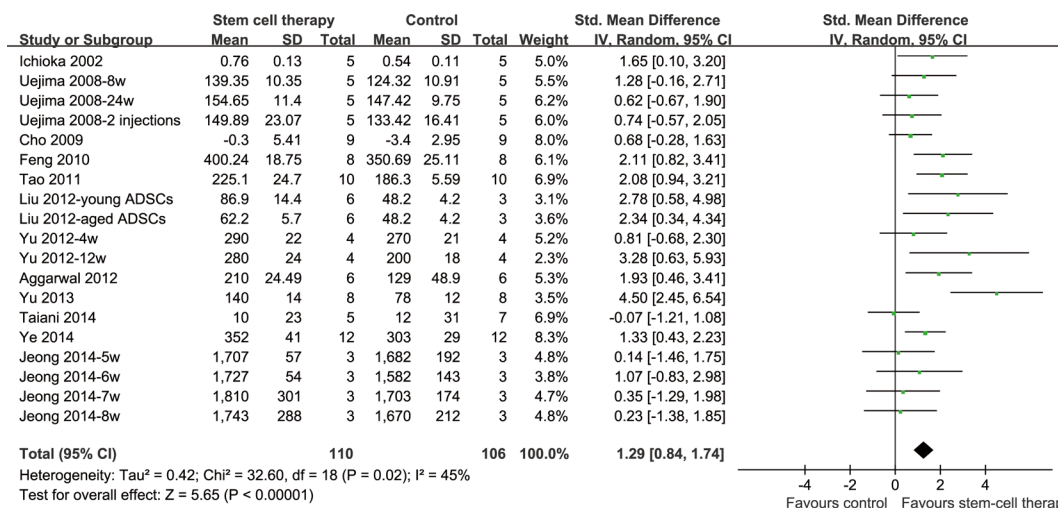 Stem cell therapy Control Std. Mean Difference Std. Mean Difference
Study or Subgroup Mean SD Total Mean SD Total Weight IV, Random, 95% CI IV, Random, 95% CI
Ichioka 2002 0.76 0.13 5 0.54 0.11 5 5.0% 1.65 [0.10, 3.20]
Uejima 2008-8w 139.35 10.35 5 124.32 10.91 5 5.5% 1.28 [-0.16, 2.71]
Uejima 2008-24w 154.65 11.4 5 147.42 9.75 5 6.2% 0.62 [-0.67, 1.90]
Uejima 2008-2 injections 149.89 23.07 5 133.42 16.41 5 6.1% 0.74 [-0.57, 2.05]
Cho 2009 -0.3 5.41 9 -3.4 2.95 9 8.0% 0.68 [-0.28, 1.63]
Feng 2010 400.24 18.75 8 350.69 25.11 8 6.1% 2.11 [0.82, 3.41]
Tao 2011 225.1 24.7 10 186.3 5.59 10 6.9% 2.08 [0.94, 3.21]
Liu 2012-young ADSCs 86.9 14.4 6 48.2 4.2 3 3.1% 2.78 [0.58, 4.98]
Liu 2012-aged ADSCs 62.2 5.7 6 48.2 4.2 3 3.6% 2.34 [0.34, 4.34]
Yu 2012-4w 290 22 4 270 21 4 5.2% 0.81 [-0.68, 2.30]
Yu 2012-12w 280 24 4 200 18 4 2.3% 3.28 [0.63, 5.93]
Aggarwal 2012 210 24.49 6 129 48.9 6 5.3% 1.93 [0.46, 3.41]
Yu 2013 140 14 8 78 12 8 3.5% 4.50 [2.45, 6.54]
Taiani 2014 10 23 5 12 31 7 6.9% -0.07 [-1.21, 1.08]
Ye 2014 352 41 12 303 29 12 8.3% 1.33 [0.43, 2.23]
Jeong 2014-5w 1,707 57 3 1,682 192 3 4.8% 0.14 [-1.46, 1.75]
Jeong 2014-6w 1,727 54 3 1,582 143 3 3.9% 1.07 [-0.83, 2.98]
Jeong 2014-7w 1,810 301 3 1,703 174 3 4.7% 0.35 [-1.29, 1.98]
Jeong 2014-8w 1,743 288 3 1,670 212 3 4.8% 0.23 [-1.38, 1.85]
Total (95% CI) 110 106 100.0% 1.29 [0.84, 1.74]
Heterogeneity: Tau² = 0.42; Chi² = 32.60, df = 18 (P = 0.02); I² = 45%
Test for overall effect: Z = 5.65 (P < 0.00001)
-4 -2 0 2 4
Favours control Favours stem-cell therap